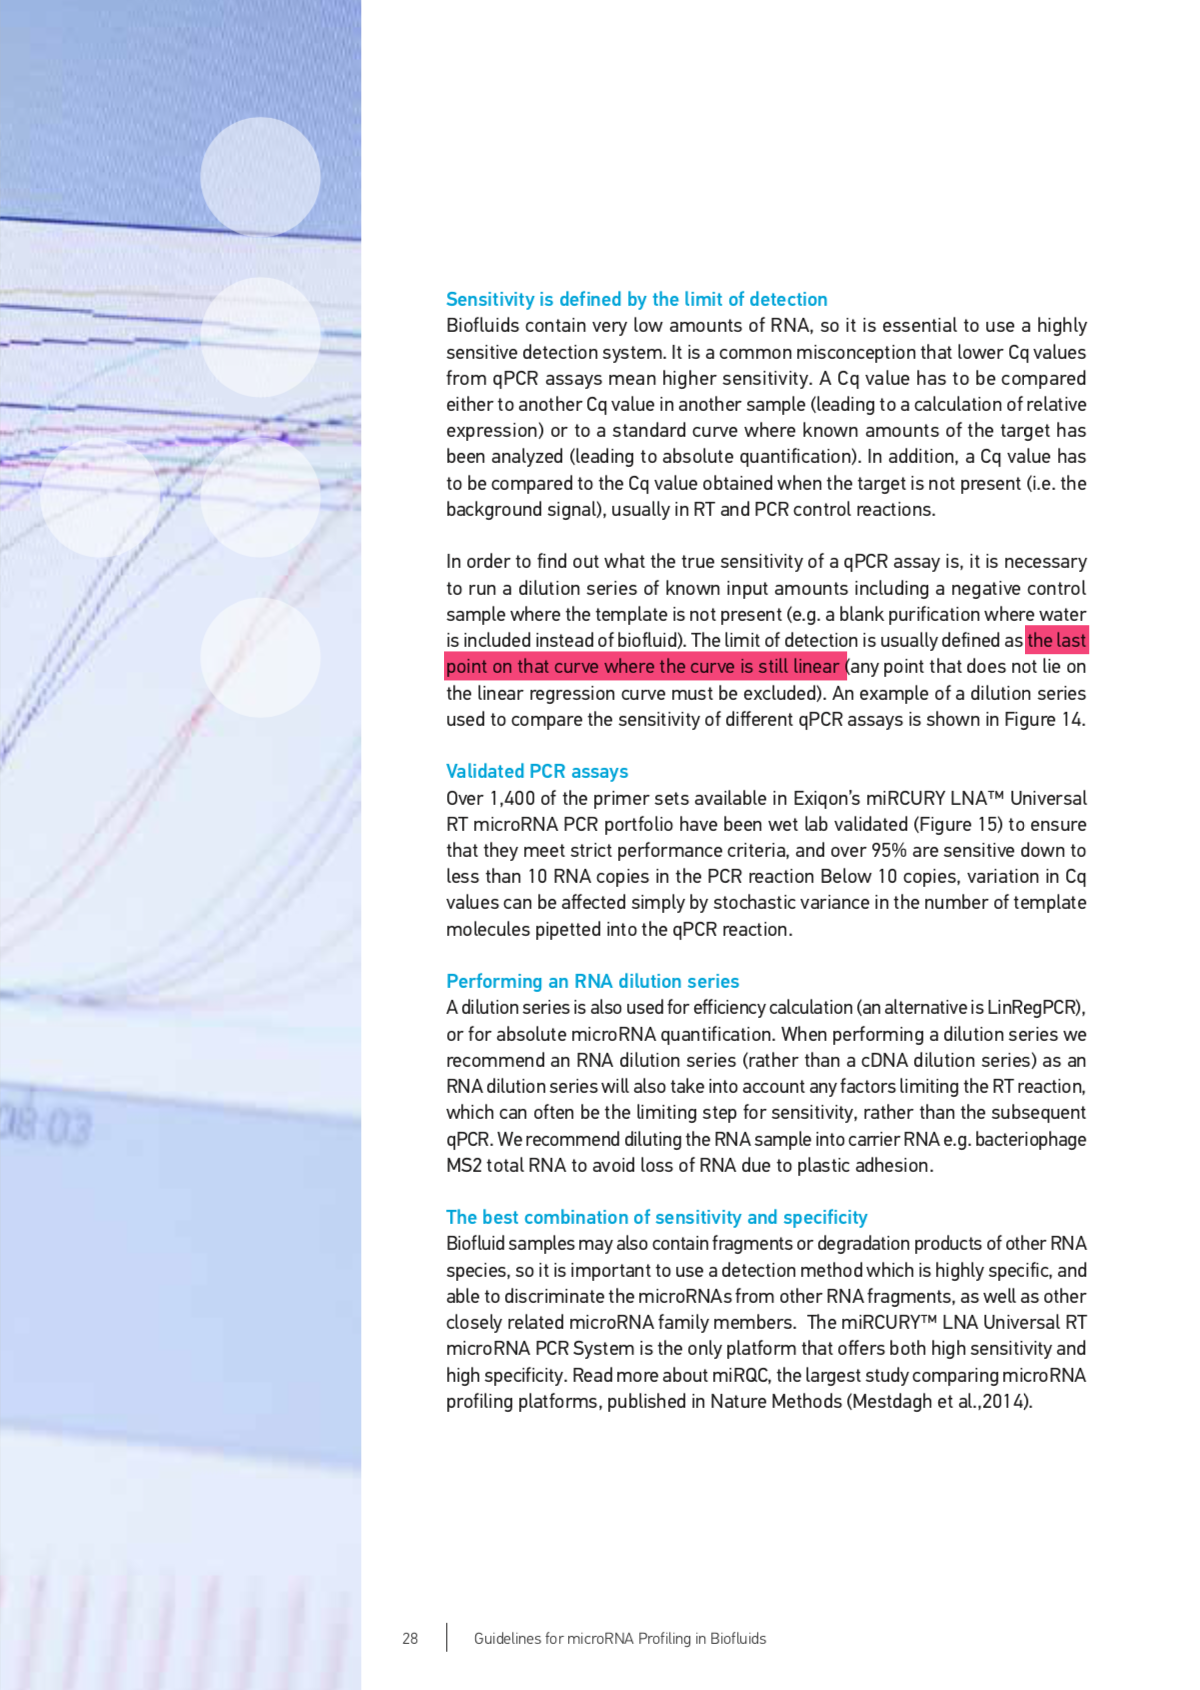 Sensitivity is defined by the limit of detection
Biofluids contain very low amounts of RNA, so it is essential to use a highly
sensitive detection system. It is a common misconception that lower Cq values
from qPCR assays mean higher sensitivity. A Cq value has to be compared
either to another Cq value in another sample (leading to a calculation of relative
expression) or to a standard curve where known amounts of the target has
been analyzed (leading to absolute quantification). In addition, a Cq value has
to be compared to the Cq value obtained when the target is not present (i.e. the
background signal), usually in RT and PCR control reactions.
In order to find out what the true sensitivity of a qPCR assay is, it is necessary
to run a dilution series of known input amounts including a negative control
sample where the template is not present (e.g. a blank purification where water
is included instead of biofluid). The limit of detection is usually defined as the last
point on that curve where the curve is still linear (any point that does not lie on
the linear regression curve must be excluded). An example of a dilution series
used to compare the sensitivity of different qPCR assays is shown in Figure 14.
Validated PCR assays
Over 1,400 of the primer sets available in Exiqon’s miRCURY LNA™ Universal
RT microRNA PCR portfolio have been wet lab validated (Figure 15) to ensure
that they meet strict performance criteria, and over 95% are sensitive down to
less than 10 RNA copies in the PCR reaction Below 10 copies, variation in Cq
values can be affected simply by stochastic variance in the number of template
molecules pipetted into the qPCR reaction.
Performing an RNA dilution series
A dilution series is also used for efficiency calculation (an alternative is LinRegPCR),
or for absolute microRNA quantification. When performing a dilution series we
recommend an RNA dilution series (rather than a cDNA dilution series) as an
RNA dilution series will also take into account any factors limiting the RT reaction,
which can often be the limiting step for sensitivity, rather than the subsequent
qPCR. We recommend diluting the RNA sample into carrier RNA e.g. bacteriophage
MS2 total RNA to avoid loss of RNA due to plastic adhesion.
08:03
The best combination of sensitivity and specificity
Biofluid samples may also contain fragments or degradation products of other RNA
species, so it is important to use a detection method which is highly specific, and
able to discriminate the microRNAs from other RNA fragments, as well as other
closely related microRNA family members.  The miRCURY™ LNA Universal RT
microRNA PCR System is the only platform that offers both high sensitivity and
high specificity. Read more about miRQC, the largest study comparing microRNA
profiling platforms, published in Nature Methods (Mestdagh et al.,2014).
28 | Guidelines for microRNA Profiling in Biofluids